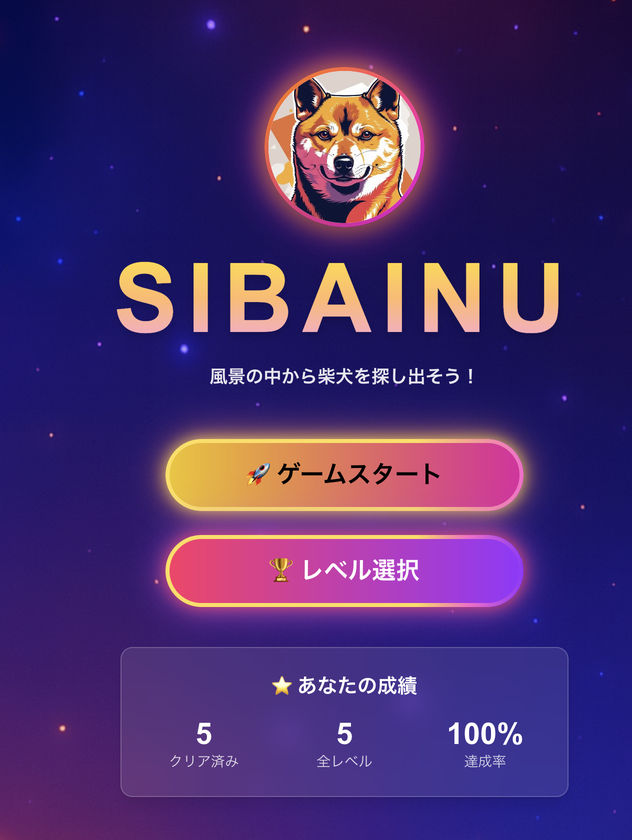 SIBAINU
風景の中から柴犬を探し出そう！
🚀 ゲームスタート
🏆 レベル選択
⭐ あなたの成績
5 5 100%
クリア済み 全レベル 達成率